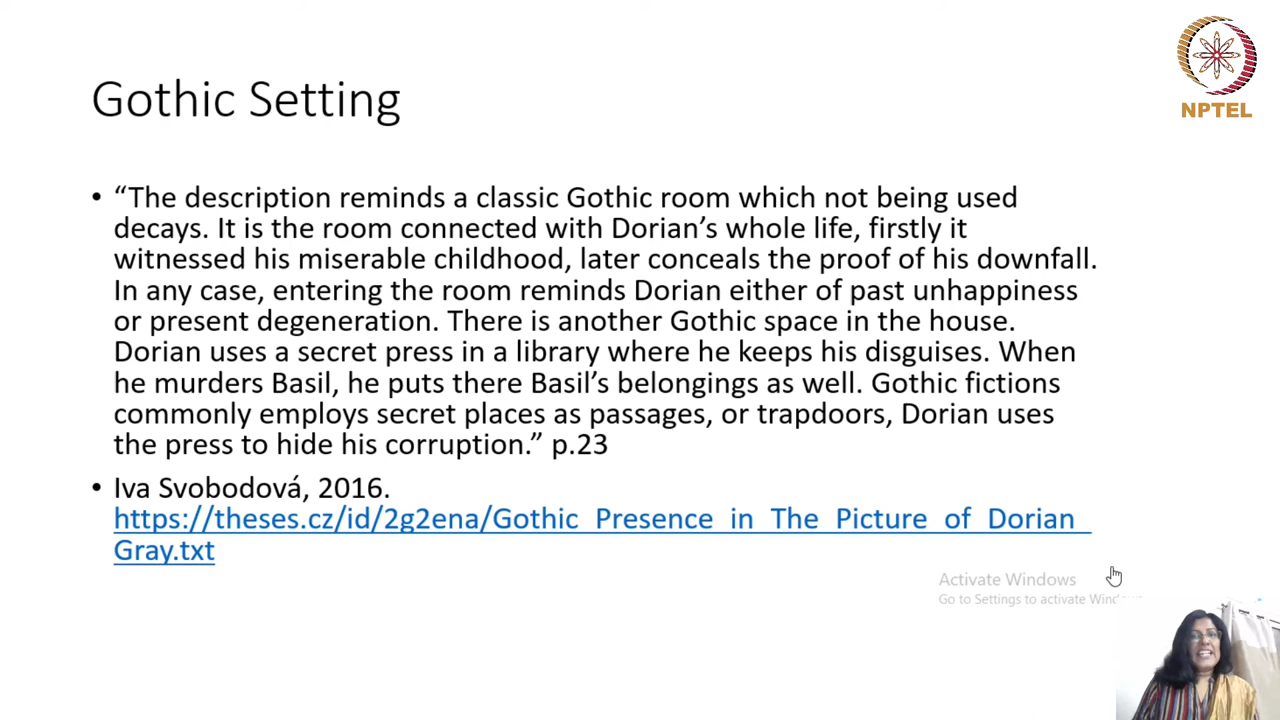 NPTEL
Gothic Setting
• “The description reminds a classic Gothic room which not being used
decays. It is the room connected with Dorian’s whole life, firstly it
witnessed his miserable childhood, later conceals the proof of his downfall.
In any case, entering the room reminds Dorian either of past unhappiness
or present degeneration. There is another Gothic space in the house.
Dorian uses a secret press in a library where he keeps his disguises. When
he murders Basil, he puts there Basil’s belongings as well. Gothic fictions
commonly employs secret places as passages, or trapdoors, Dorian uses
the press to hide his corruption.” p.23
• Iva Svobodová, 2016.
https://theses.cz/id/2g2ena/Gothic_Presence_in_The_Picture_of_Dorian_
Gray.txt
Activate Windows
Go to Settings to activate